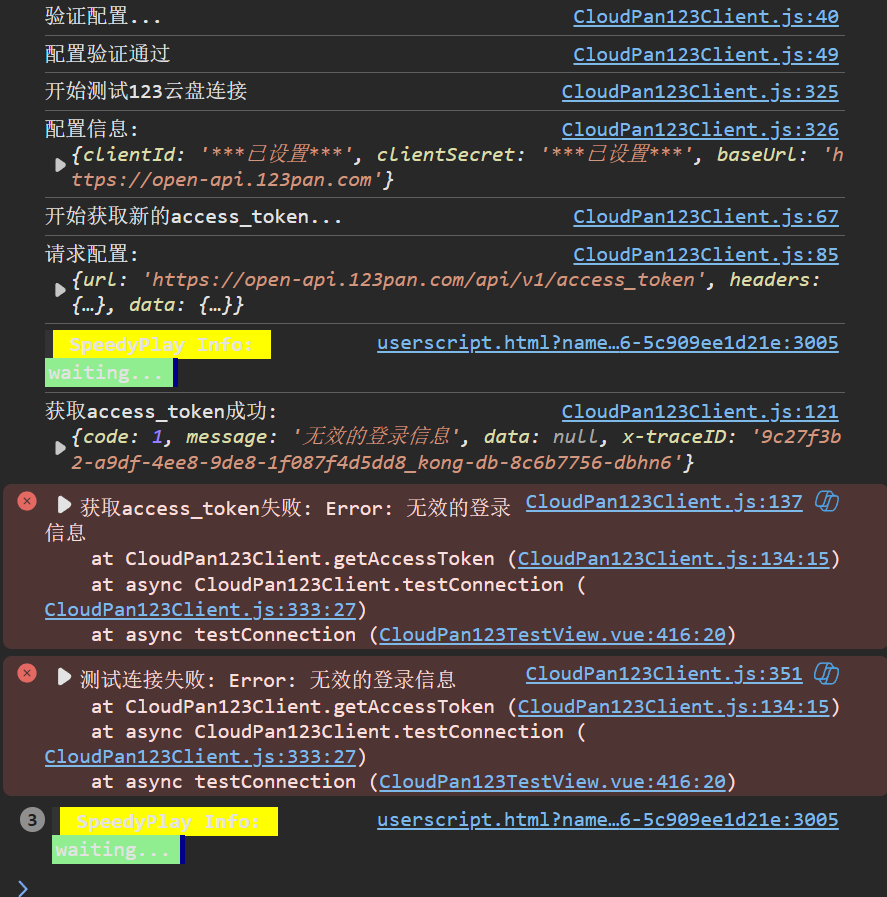 验证配置... CloudPan123Client.js:40
配置验证通过 CloudPan123Client.js:49
开始测试123云盘连接 CloudPan123Client.js:325
配置信息: CloudPan123Client.js:326
{clientId: '***已设置***', clientSecret: '***已设置***', baseUrl: 'h
ttps://open-api.123pan.com'}
开始获取新的access_token... CloudPan123Client.js:67
请求配置: CloudPan123Client.js:85
{url: 'https://open-api.123pan.com/api/v1/access_token', headers:
{…}, data: {…}}
SpeedyPlay Info: userscript.html?name…6-5c909ee1d21e:3005
waiting...
获取access_token成功: CloudPan123Client.js:121
{code: 1, message: '无效的登录信息', data: null, x-traceID: '9c27f3b
2-a9df-4ee8-9de8-1f087f4d5dd8_kong-db-8c6b7756-dbhn6'}
获取access_token失败: Error: 无效的登录 CloudPan123Client.js:137
信息
at CloudPan123Client.getAccessToken (CloudPan123Client.js:134:15)
at async CloudPan123Client.testConnection (
CloudPan123Client.js:333:27)
at async testConnection (CloudPan123TestView.vue:416:20)
测试连接失败: Error: 无效的登录信息 CloudPan123Client.js:351
at CloudPan123Client.getAccessToken (CloudPan123Client.js:134:15)
at async CloudPan123Client.testConnection (
CloudPan123Client.js:333:27)
at async testConnection (CloudPan123TestView.vue:416:20)
3 SpeedyPlay Info: userscript.html?name…6-5c909ee1d21e:3005
waiting...